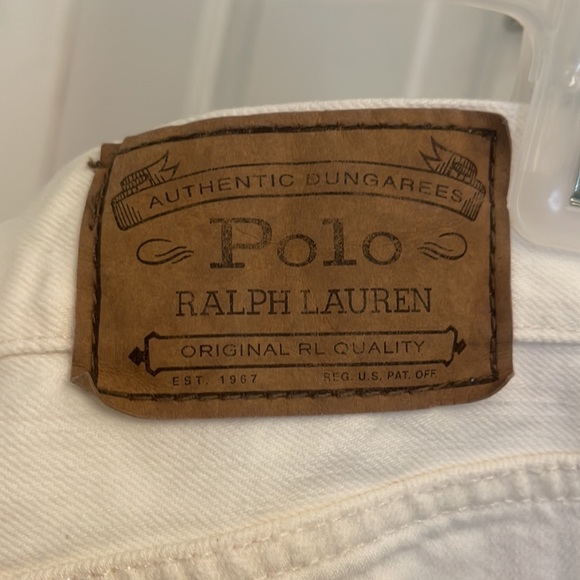 AUTHENTIC DUNGAREES
Polo
RALPH LAUREN
ORIGINAL RL QUALITY
EST. 1967 REG. U.S. PAT. OFF